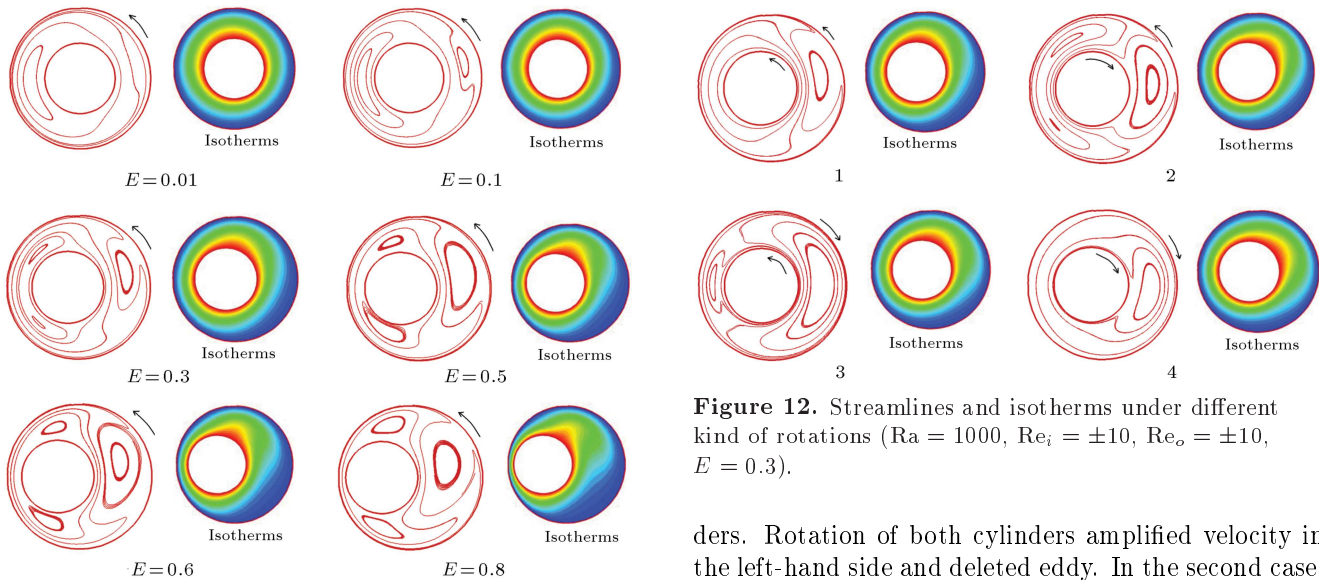 Isotherms
Isotherms
E=0.01
E=0.1
Isotherms
Isotherms
E=0.3
E=0.5
Isotherms
Isotherms
E=0.6
E=0.8
Isotherms
Isotherms
1
2
Isotherms
Isotherms
3
4
Figure 12. Streamlines and isotherms under different
kind of rotations (Ra = 1000, Reᵢ = ±10, Reₒ = ±10,
E = 0.3).
ders. Rotation of both cylinders amplified velocity in
the left-hand side and deleted eddy. In the second case